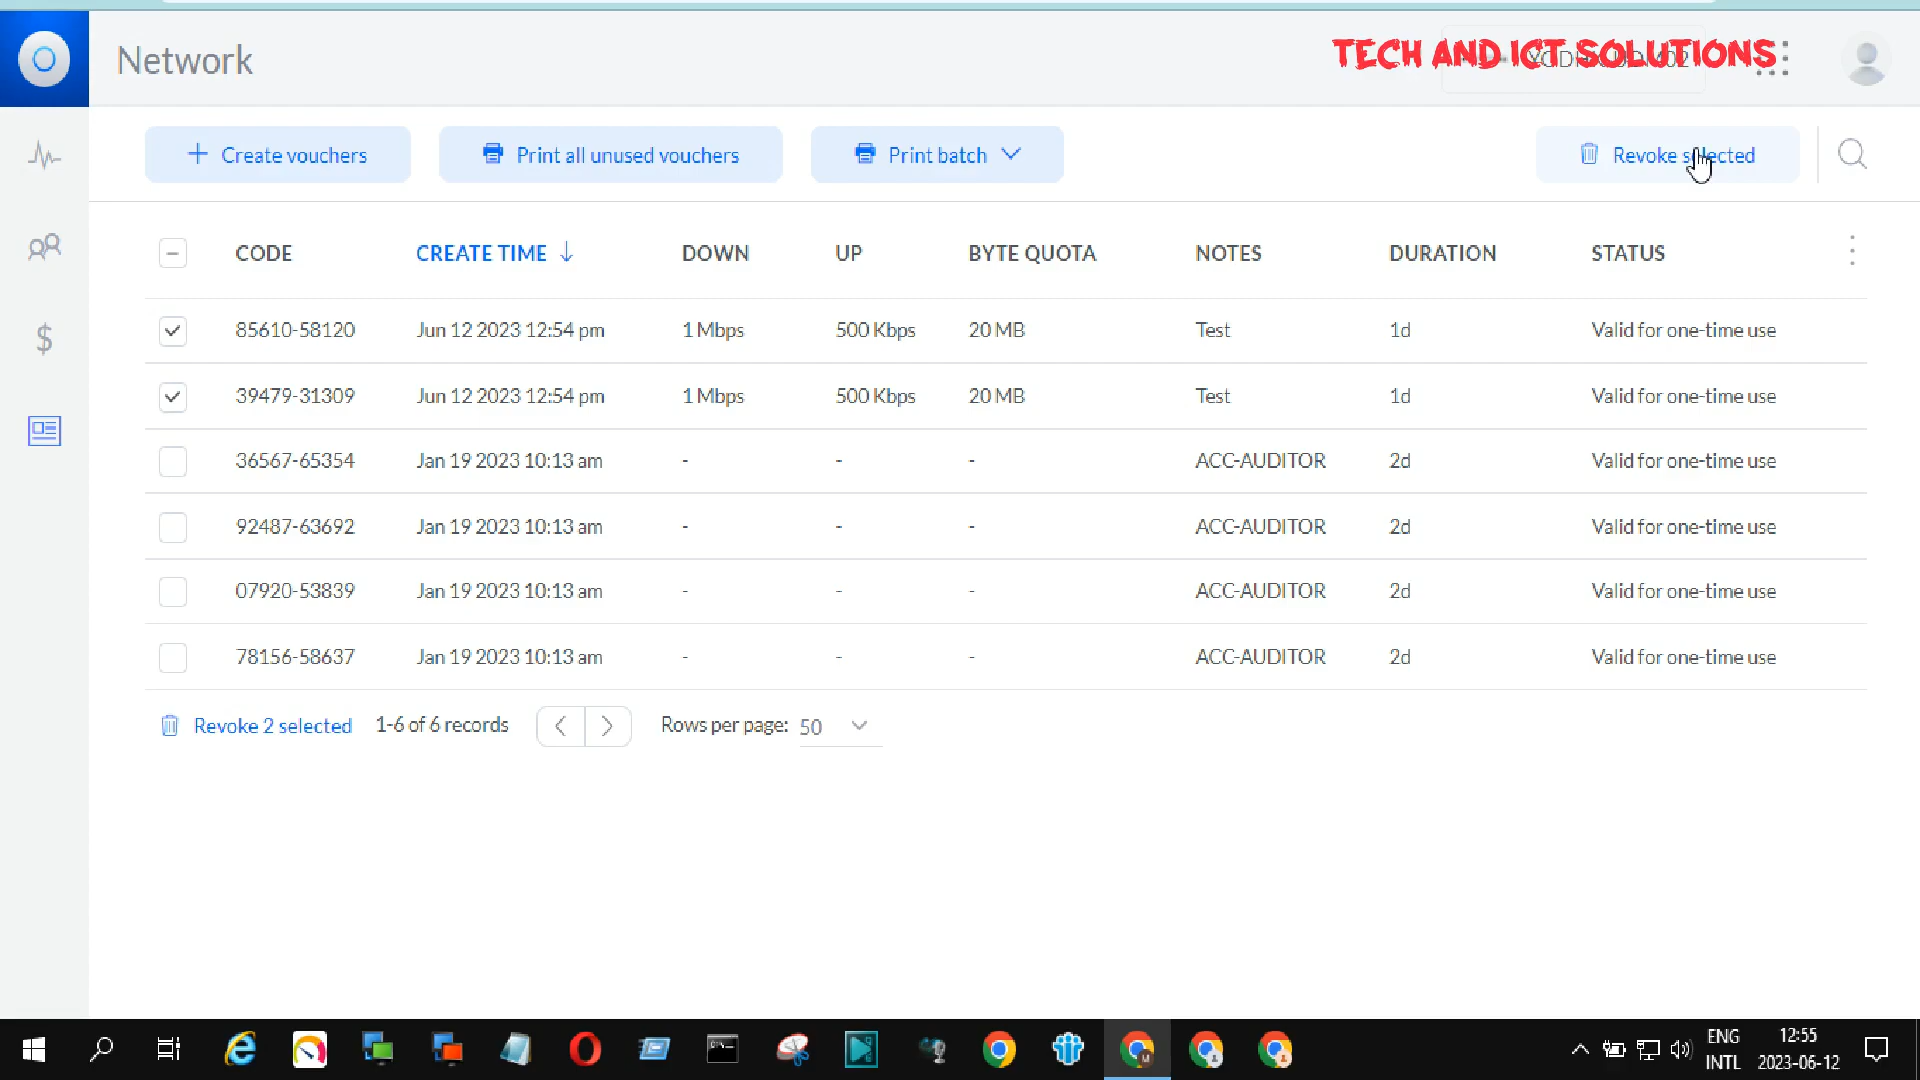 Network
TECH AND ICT SOLUTIONS
Create vouchers
Print all unused vouchers
Print batch
Revoke selected
CODE CREATE TIME DOWN UP BYTE QUOTA NOTES DURATION STATUS
85610-58120 Jun 12 2023 12:54 pm 1 Mbps 500 Kbps 20 MB Test 1d Valid for one-time use
39479-31309 Jun 12 2023 12:54 pm 1 Mbps 500 Kbps 20 MB Test 1d Valid for one-time use
36567-65354 Jan 19 2023 10:13 am - - - ACC-AUDITOR 2d Valid for one-time use
92487-63692 Jan 19 2023 10:13 am - - - ACC-AUDITOR 2d Valid for one-time use
07920-53839 Jan 19 2023 10:13 am - - - ACC-AUDITOR 2d Valid for one-time use
78156-58637 Jan 19 2023 10:13 am - - - ACC-AUDITOR 2d Valid for one-time use
Revoke 2 selected 1-6 of 6 records Rows per page: 50
ENG 12:55
INTL 2023-06-12